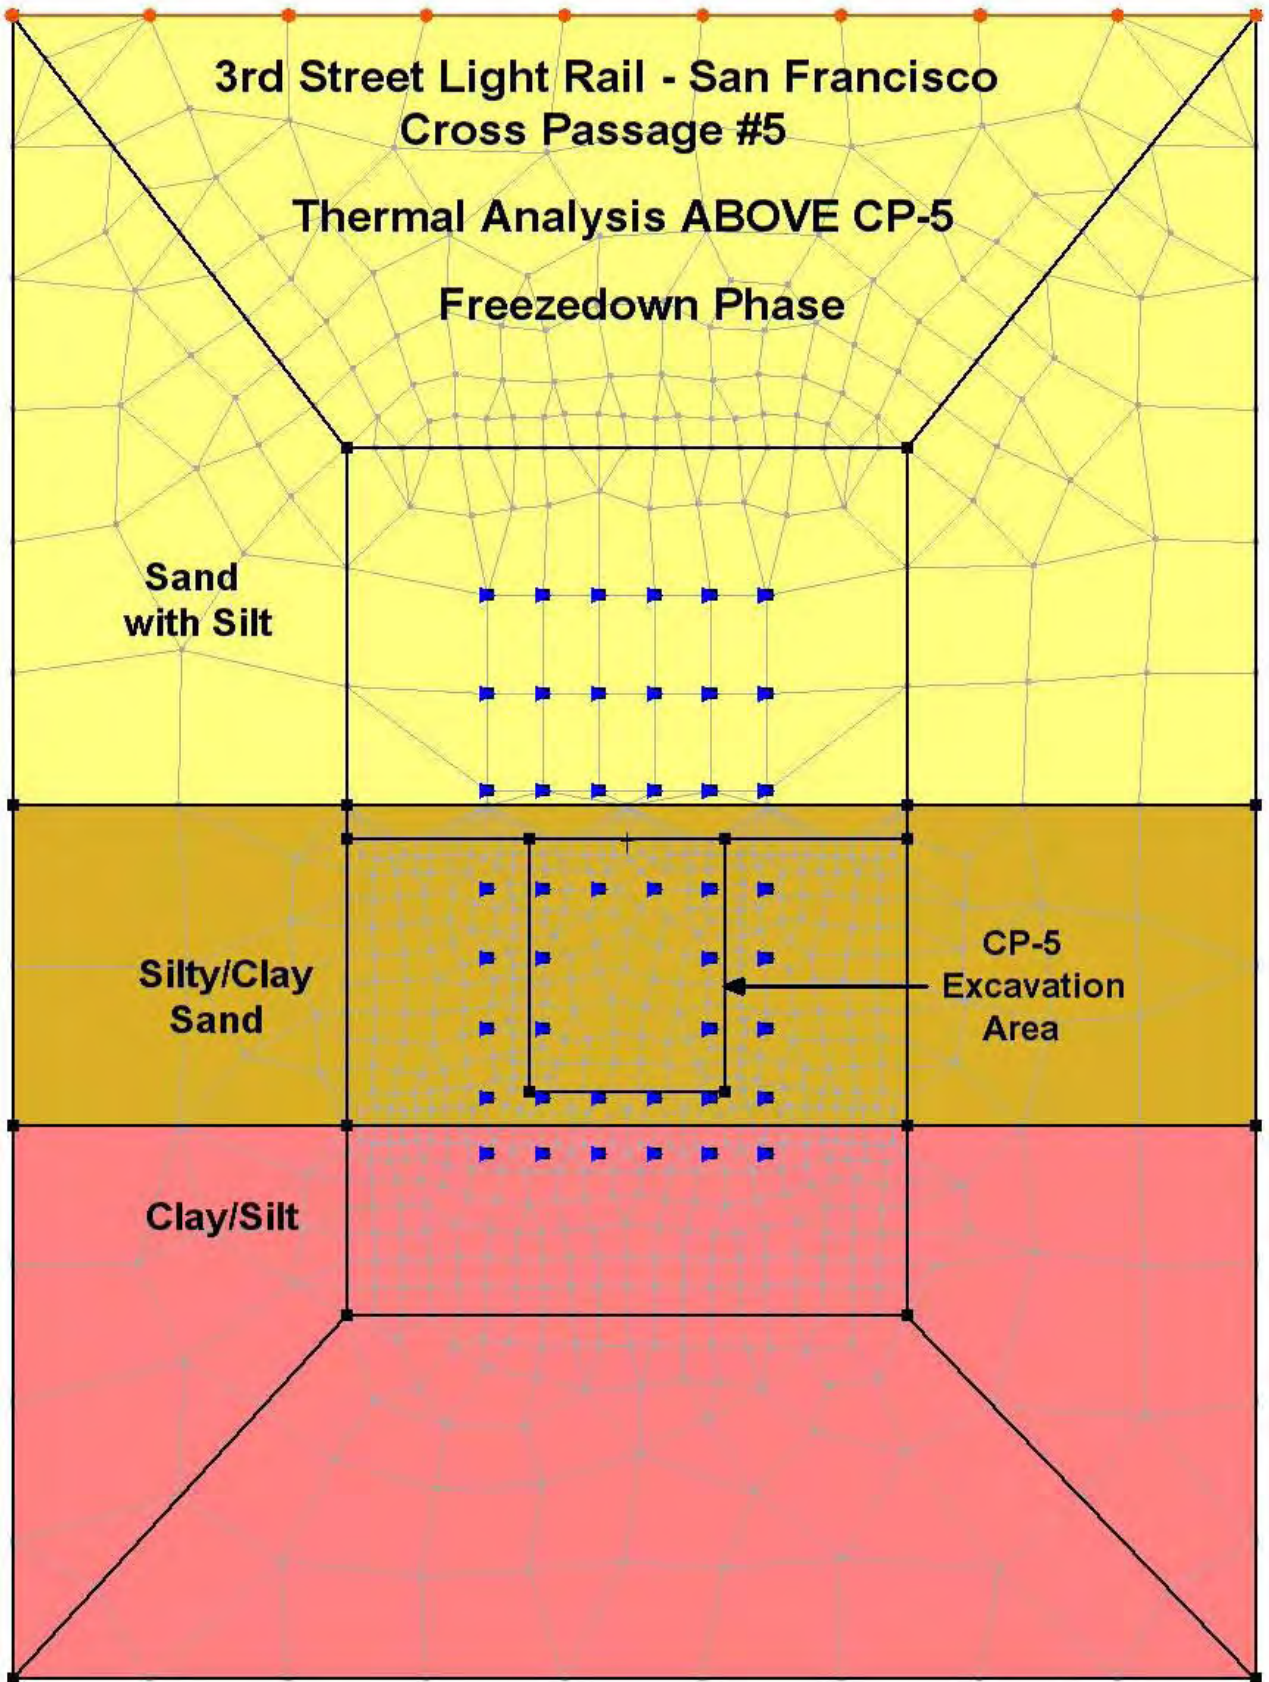 3rd Street Light Rail - San Francisco
Cross Passage #5
Thermal Analysis ABOVE CP-5
Freezedown Phase
Sand
with Silt
Silty/Clay
Sand
CP-5
Excavation
Area
Clay/Silt